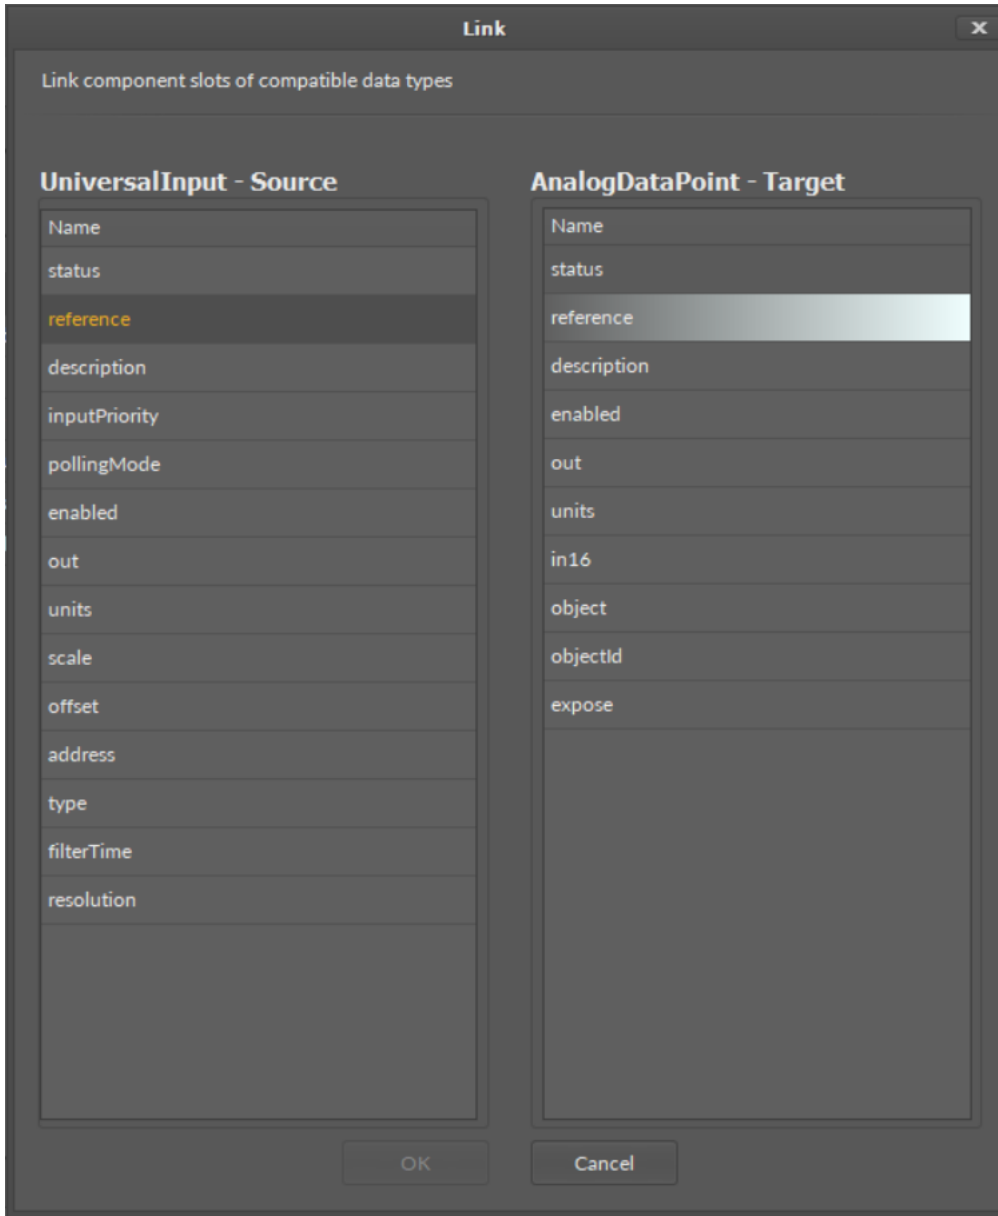 Link
Link component slots of compatible data types
UniversalInput - Source
Name
status
reference
description
inputPriority
pollingMode
enabled
out
units
scale
offset
address
type
filterTime
resolution
AnalogDataPoint - Target
Name
status
reference
description
enabled
out
units
in16
object
objectId
expose
OK
Cancel